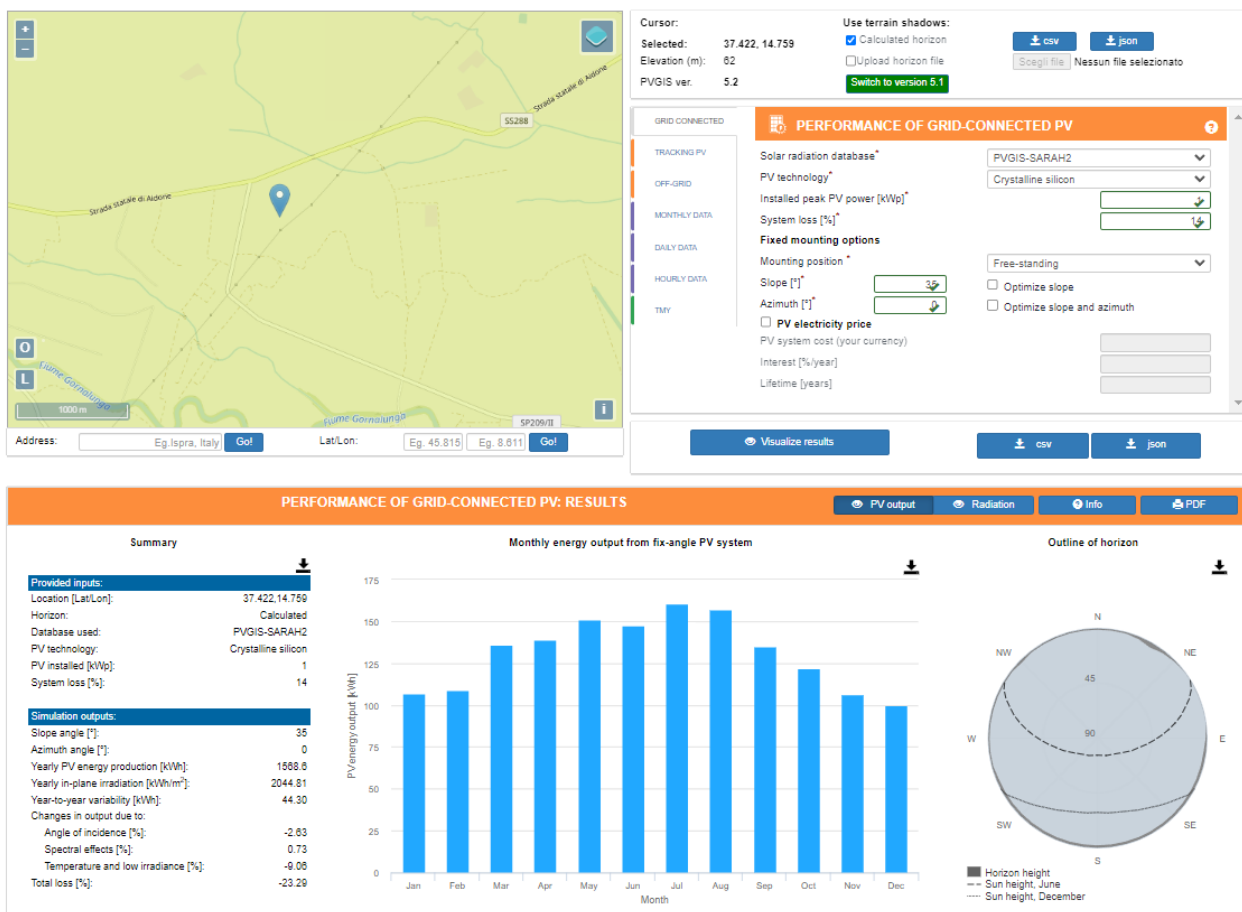 +
−
SS288
Strada statale di Aidone
Strada statale di Aidone
O
L
Fiume Gornalunga
1000 m
Fiume Gornalunga
SP209/II
i
Address:
Eg.Ispra, Italy
Go!
Lat/Lon:
Eg. 45.815
Eg. 8.611
Go!
Cursor:
Selected: 37.422, 14.759
Elevation (m): 62
PVGIS ver. 5.2
Use terrain shadows:
Calculated horizon
Upload horizon file
Switch to version 5.1
csv
json
Scegli file Nessun file selezionato
GRID CONNECTED
TRACKING PV
OFF-GRID
MONTHLY DATA
DAILY DATA
HOURLY DATA
TMY
PERFORMANCE OF GRID-CONNECTED PV
?
Solar radiation database* PVGIS-SARAH2
PV technology* Crystalline silicon
Installed peak PV power [kWp]* 1
System loss [%]* 14
Fixed mounting options
Mounting position * Free-standing
Slope [°]* 35 Optimize slope
Azimuth [°]* 0 Optimize slope and azimuth
PV electricity price
PV system cost (your currency)
Interest [%/year]
Lifetime [years]
Visualize results
csv
json
PERFORMANCE OF GRID-CONNECTED PV: RESULTS
PV output
Radiation
Info
PDF
Summary
Provided inputs:
Location [Lat/Lon]: 37.422,14.759
Horizon: Calculated
Database used: PVGIS-SARAH2
PV technology: Crystalline silicon
PV installed [kWp]: 1
System loss [%]: 14
Simulation outputs:
Slope angle [°]: 35
Azimuth angle [°]: 0
Yearly PV energy production [kWh]: 1568.6
Yearly in-plane irradiation [kWh/m²]: 2044.81
Year-to-year variability [kWh]: 44.30
Changes in output due to:
Angle of incidence [%]: -2.63
Spectral effects [%]: 0.73
Temperature and low irradiance [%]: -9.06
Total loss [%]: -23.29
Monthly energy output from fix-angle PV system
PV energy output [kWh]
175
150
125
100
75
50
25
0
Jan Feb Mar Apr May Jun Jul Aug Sep Oct Nov Dec
Month
Outline of horizon
N
NW
NE
45
W
90
E
SW
SE
S
Horizon height
Sun height, June
Sun height, December